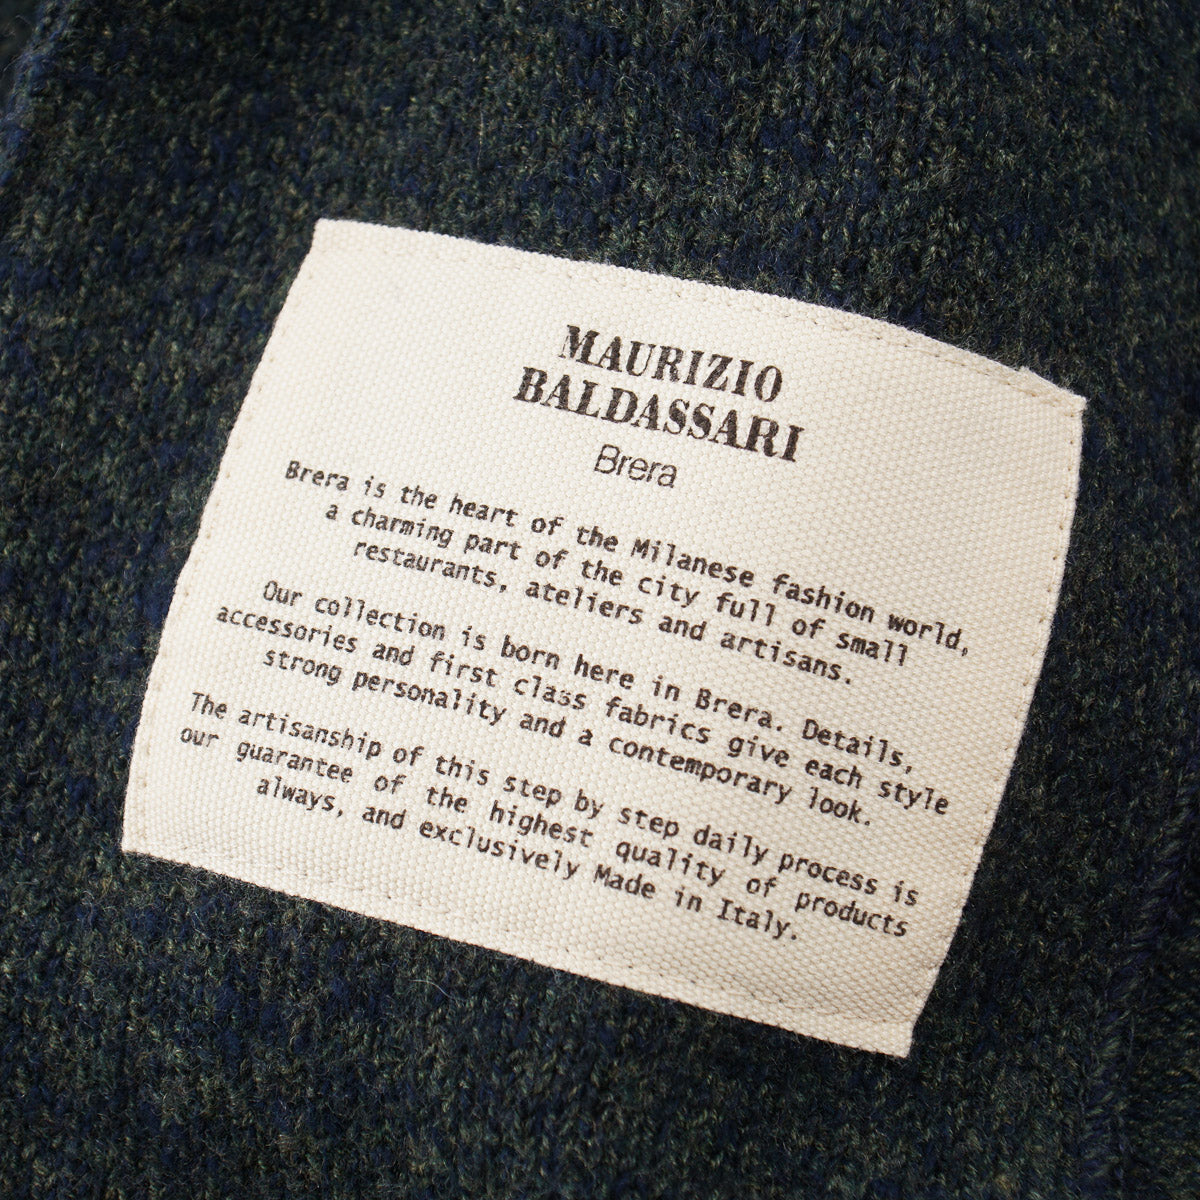 MAURIZIO
BALDASSARI
Brera
Brera is the heart of the Milanese fashion world,
a charming part of the city full of small
restaurants, ateliers and artisans.
Our collection is born here in Brera. Details,
accessories and first class fabrics give each style
strong personality and a contemporary look.
The artisanship of this step by step daily process is
our guarantee of the highest quality of products
always, and exclusively Made in Italy.